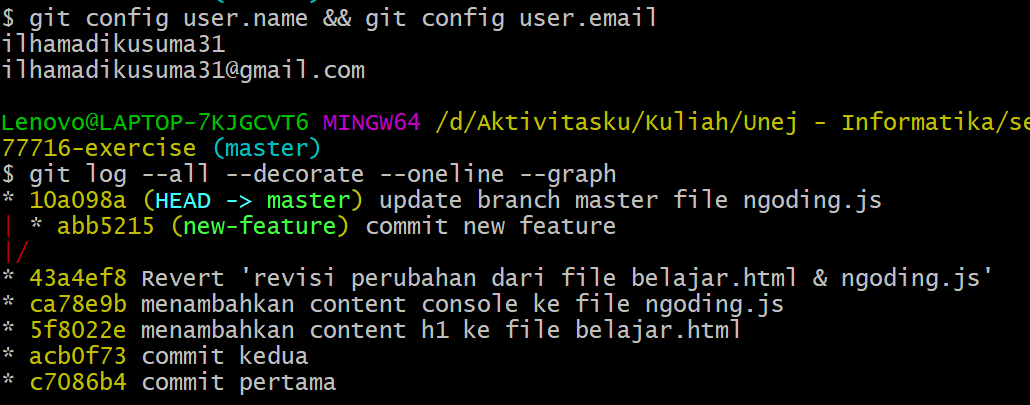 $ git config user.name && git config user.email
ilhamadikusuma31
ilhamadikusuma31@gmail.com
Lenovo@LAPTOP-7KJGCVT6 MINGW64 /d/Aktivitasku/Kuliah/Unej - Informatika/se
77716-exercise (master)
$ git log --all --decorate --oneline --graph
* 10a098a (HEAD -> master) update branch master file ngoding.js
| * abb5215 (new-feature) commit new feature
|/
* 43a4ef8 Revert 'revisi perubahan dari file belajar.html & ngoding.js'
* ca78e9b menambahkan content console ke file ngoding.js
* 5f8022e menambahkan content h1 ke file belajar.html
* acb0f73 commit kedua
* c7086b4 commit pertama